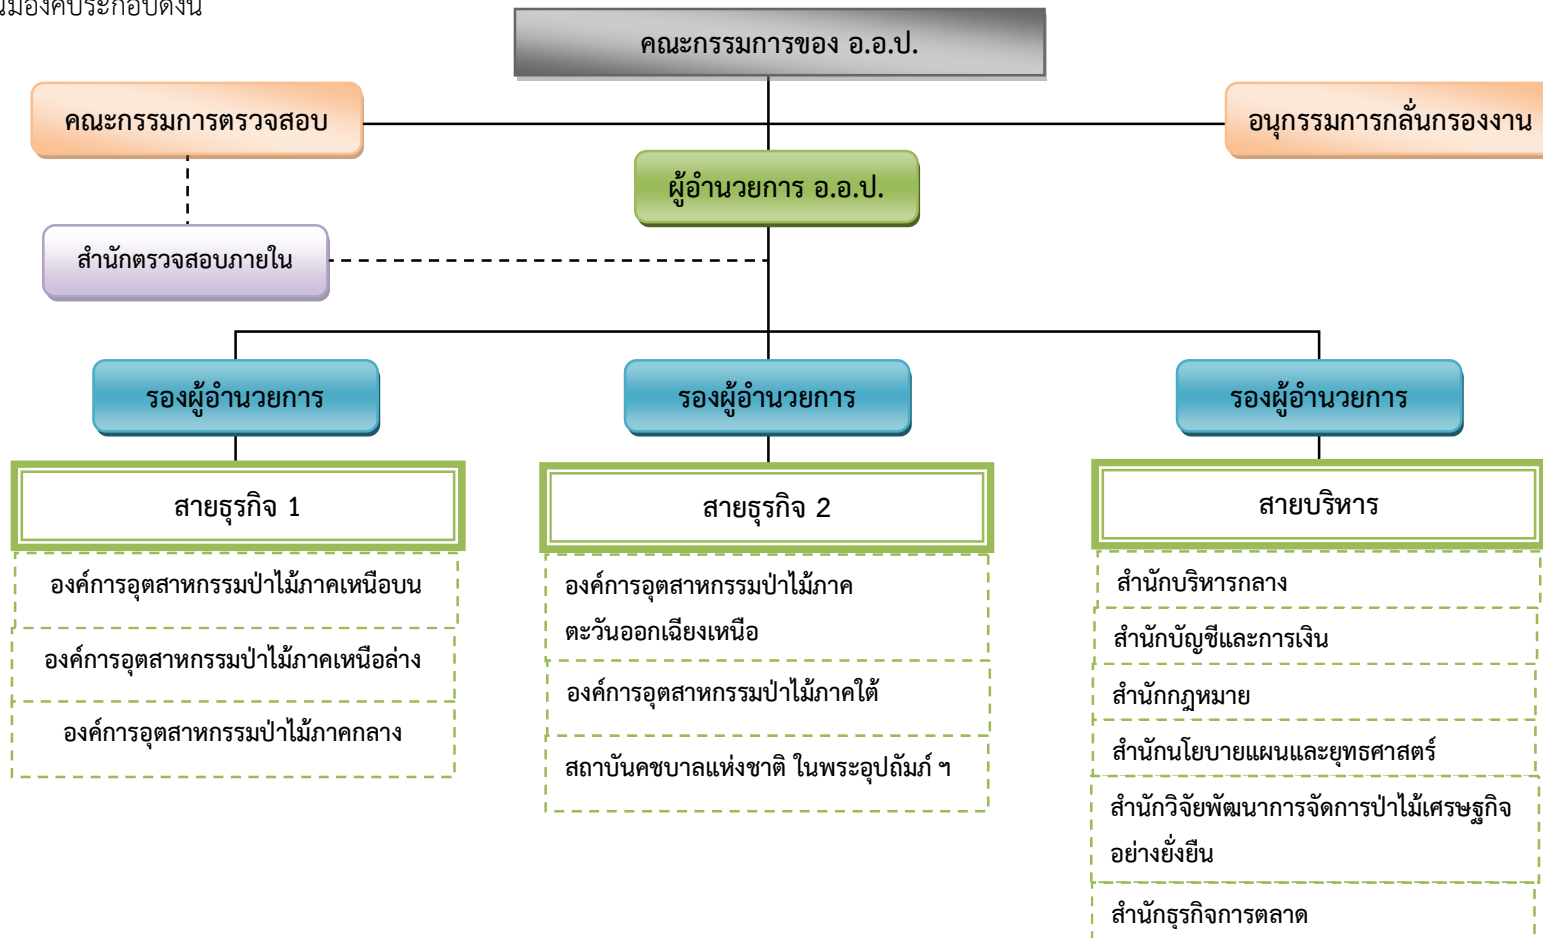 คณะกรรมการของ อ.อ.ป.
คณะกรรมการตรวจสอบ
อนุกรรมการกลั่นกรองงาน
ผู้อำนวยการ อ.อ.ป.
สำนักตรวจสอบภายใน
รองผู้อำนวยการ
รองผู้อำนวยการ
รองผู้อำนวยการ
สายธุรกิจ 1
องค์การอุตสาหกรรมป่าไม้ภาคเหนือบน
องค์การอุตสาหกรรมป่าไม้ภาคเหนือล่าง
องค์การอุตสาหกรรมป่าไม้ภาคกลาง
สายธุรกิจ 2
องค์การอุตสาหกรรมป่าไม้ภาค
ตะวันออกเฉียงเหนือ
องค์การอุตสาหกรรมป่าไม้ภาคใต้
สถาบันคชบาลแห่งชาติ ในพระอุปถัมภ์ ฯ
สายบริหาร
สำนักบริหารกลาง
สำนักบัญชีและการเงิน
สำนักกฎหมาย
สำนักนโยบายแผนและยุทธศาสตร์
สำนักวิจัยพัฒนาการจัดการป่าไม้เศรษฐกิจ
อย่างยั่งยืน
สำนักธุรกิจการตลาด